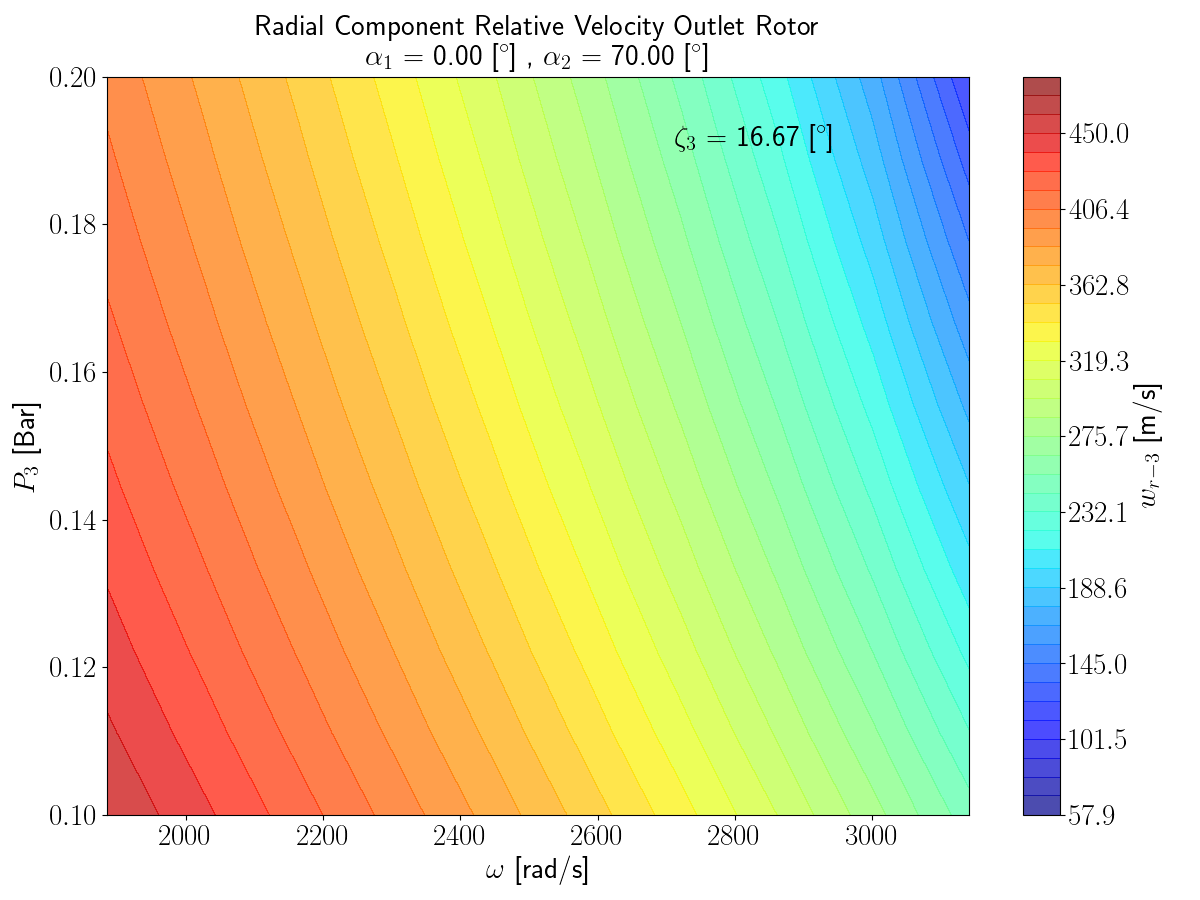 Radial Component Relative Velocity Outlet Rotor
α₁ = 0.00 [°] , α₂ = 70.00 [°]
ζ₃ = 16.67 [°]
0.20
0.18
0.16
0.14
0.12
0.10
P₃ [Bar]
2000 2200 2400 2600 2800 3000
ω [rad/s]
450.0
406.4
362.8
319.3
275.7
232.1
188.6
145.0
101.5
57.9
w_{r−3} [m/s]